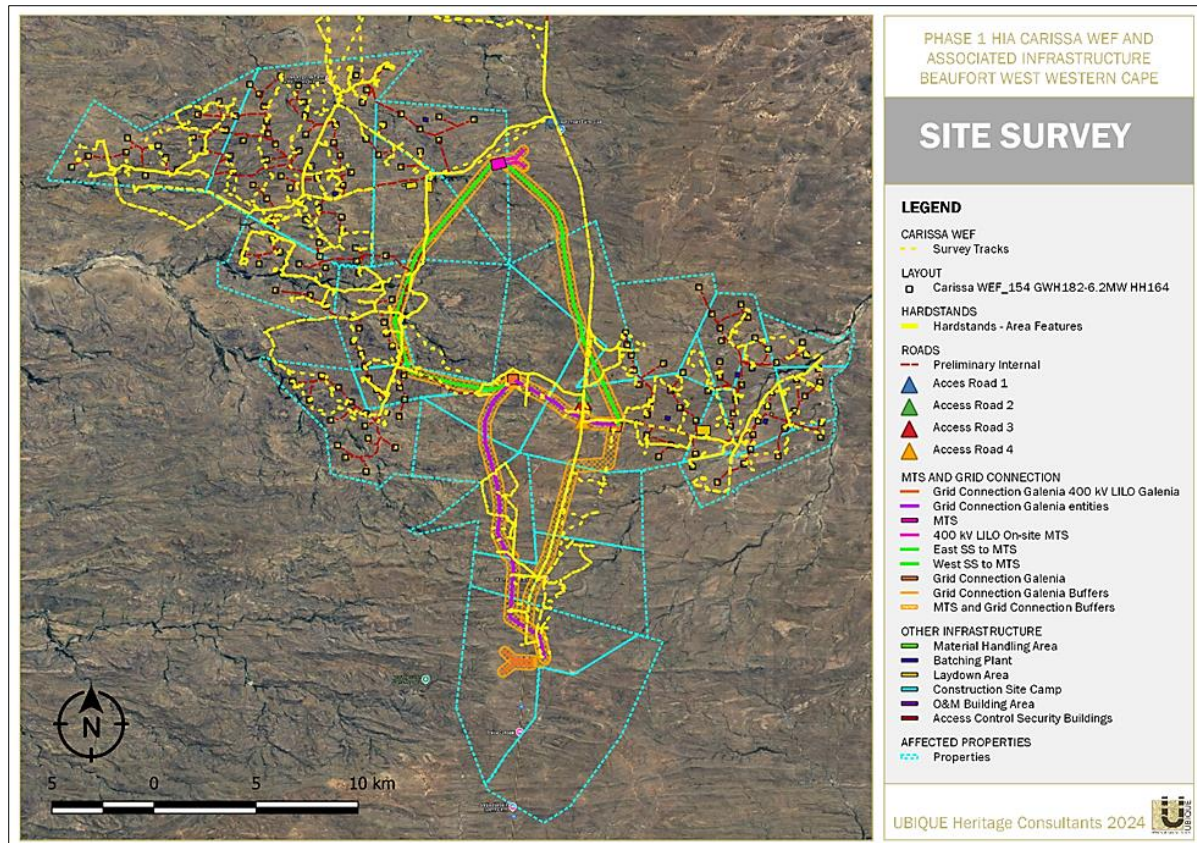 PHASE 1 HIA CARISSA WEF AND
ASSOCIATED INFRASTRUCTURE
BEAUFORT WEST WESTERN CAPE
SITE SURVEY
LEGEND
CARISSA WEF
Survey Tracks
LAYOUT
Carissa WEF_154 GWH182-6.2MW HH164
HARDSTANDS
Hardstands - Area Features
ROADS
Preliminary Internal
Acces Road 1
Access Road 2
Access Road 3
Access Road 4
MTS AND GRID CONNECTION
Grid Connection Galenia 400 kV LILO Galenia
Grid Connection Galenia entities
MTS
400 kV LILO On-site MTS
East SS to MTS
West SS to MTS
Grid Connection Galenia
Grid Connection Galenia Buffers
MTS and Grid Connection Buffers
OTHER INFRASTRUCTURE
Material Handling Area
Batching Plant
Laydown Area
Construction Site Camp
O&M Building Area
Access Control Security Buildings
AFFECTED PROPERTIES
Properties
N
5 0 5 10 km
UBIQUE Heritage Consultants 2024
UBIQUE